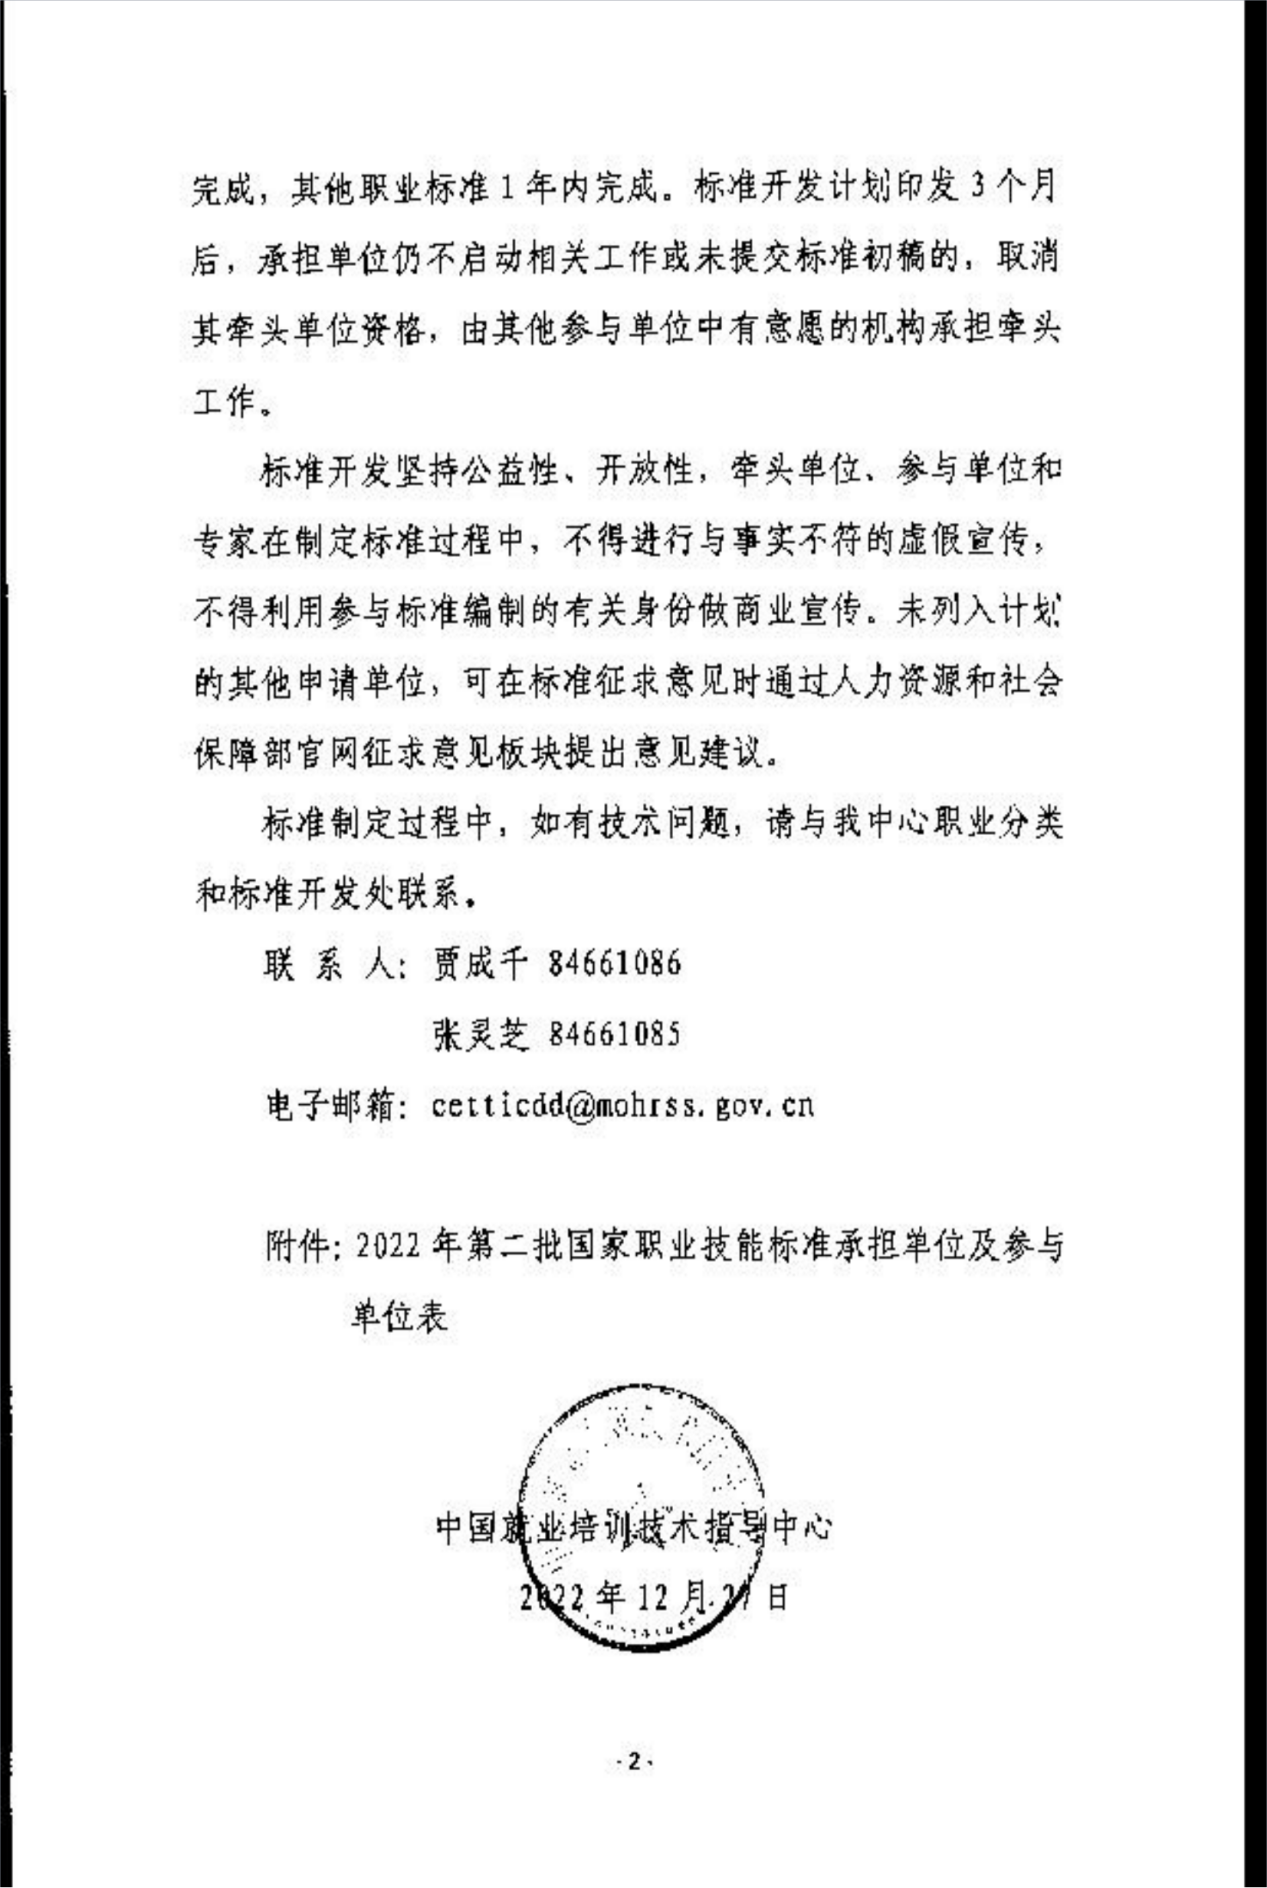 完成，其他职业标准1年内完成。标准开发计划印发3个月
后，承担单位仍不启动相关工作或未提交标准初稿的，取消
其牵头单位资格，由其他参与单位中有意愿的机构承担牵头
工作。
标准开发坚持公益性、开放性，牵头单位、参与单位和
专家在制定标准过程中，不得进行与事实不符的虚假宣传，
不得利用参与标准编制的有关身份做商业宣传。未列入计划
的其他申请单位，可在标准征求意见时通过人力资源和社会
保障部官网征求意见板块提出意见建议。
标准制定过程中，如有技术问题，请与我中心职业分类
和标准开发处联系。
联 系 人：贾成千 84661086
张灵芝 84661085
电子邮箱：cetticdd@mohrss.gov.cn
附件：2022年第二批国家职业技能标准承担单位及参与
单位表
中国就业培训技术指导中心
2022年12月27日
-2-